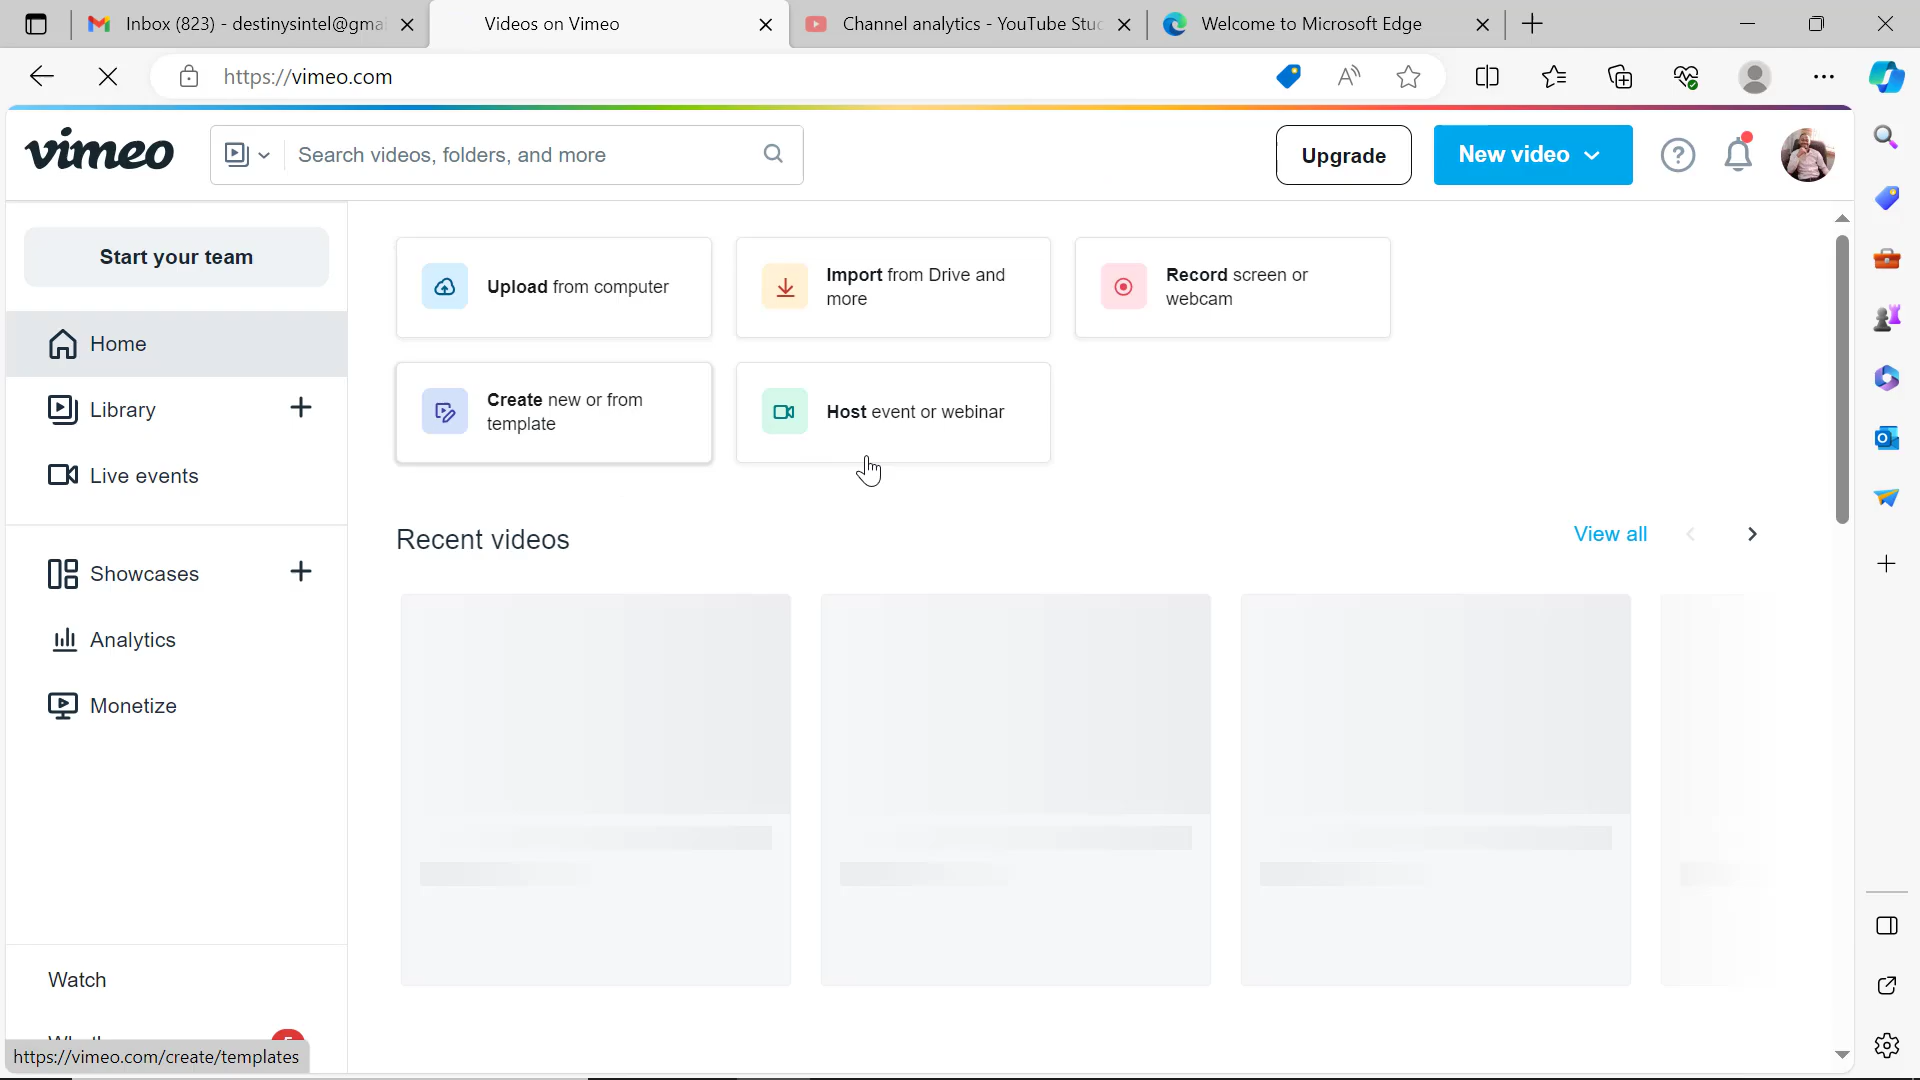 Inbox (823) - destinysintel@gmai
Videos on Vimeo
Channel analytics - YouTube Stuc
Welcome to Microsoft Edge
https://vimeo.com
vimeo
Search videos, folders, and more
Upgrade
New video
Start your team
Home
Library
Live events
Showcases
Analytics
Monetize
Watch
https://vimeo.com/create/templates
Upload from computer
Import from Drive and
more
Record screen or
webcam
Create new or from
template
Host event or webinar
Recent videos
View all